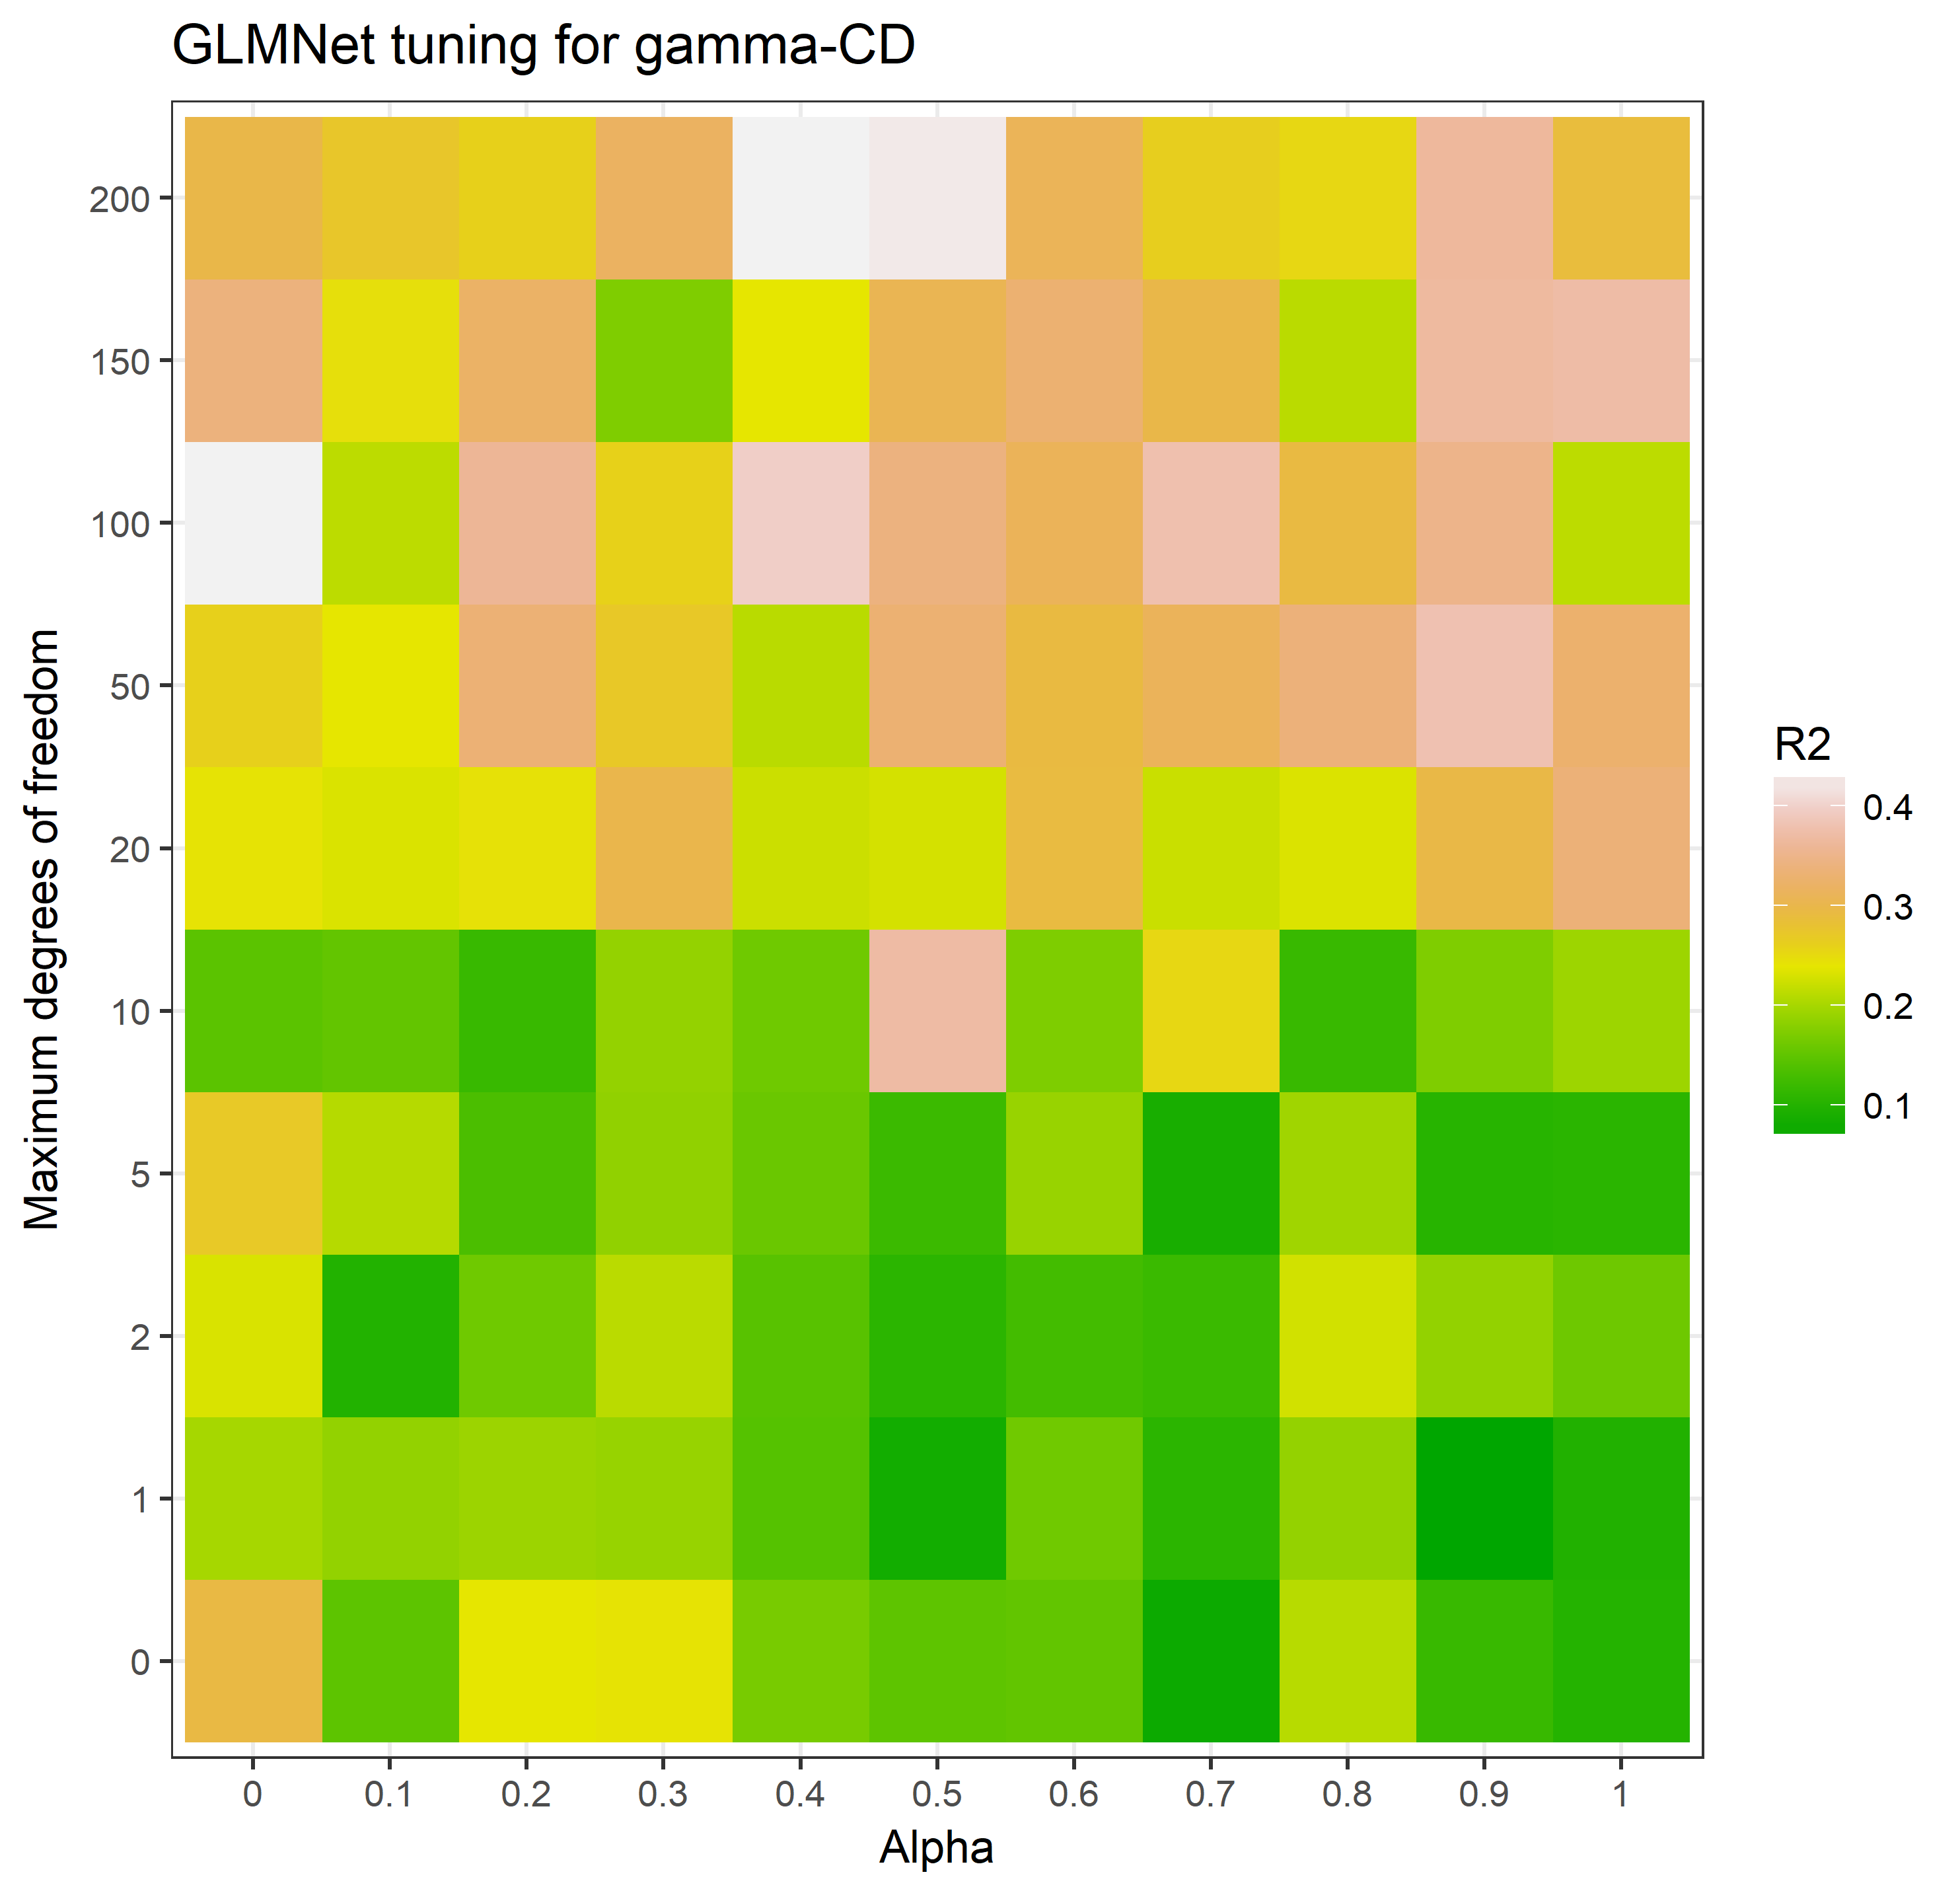 GLMNet tuning for gamma-CD
Maximum degrees of freedom
200
150
100
50
20
10
5
2
1
0
0 0.1 0.2 0.3 0.4 0.5 0.6 0.7 0.8 0.9 1
Alpha
R2
0.4
0.3
0.2
0.1